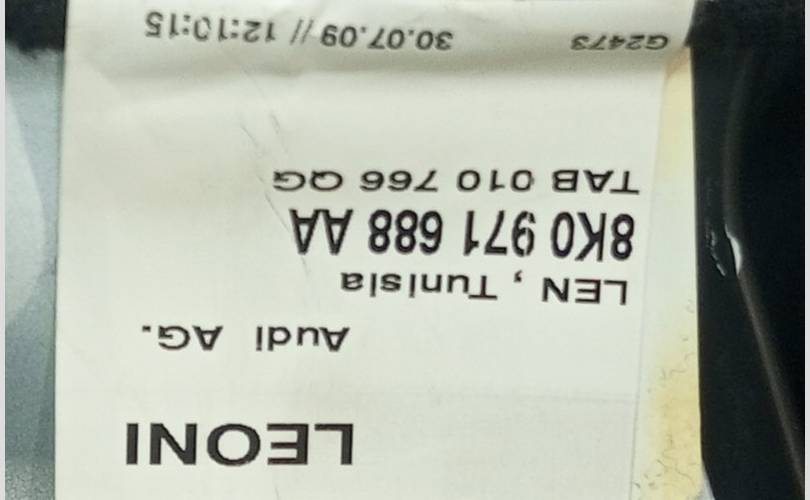 LEONI
Audi AG.
LEN , Tunisia
8K0 971 688 AA
TAB 010 766 QG
G2473 30.07.09 // 12:10:15